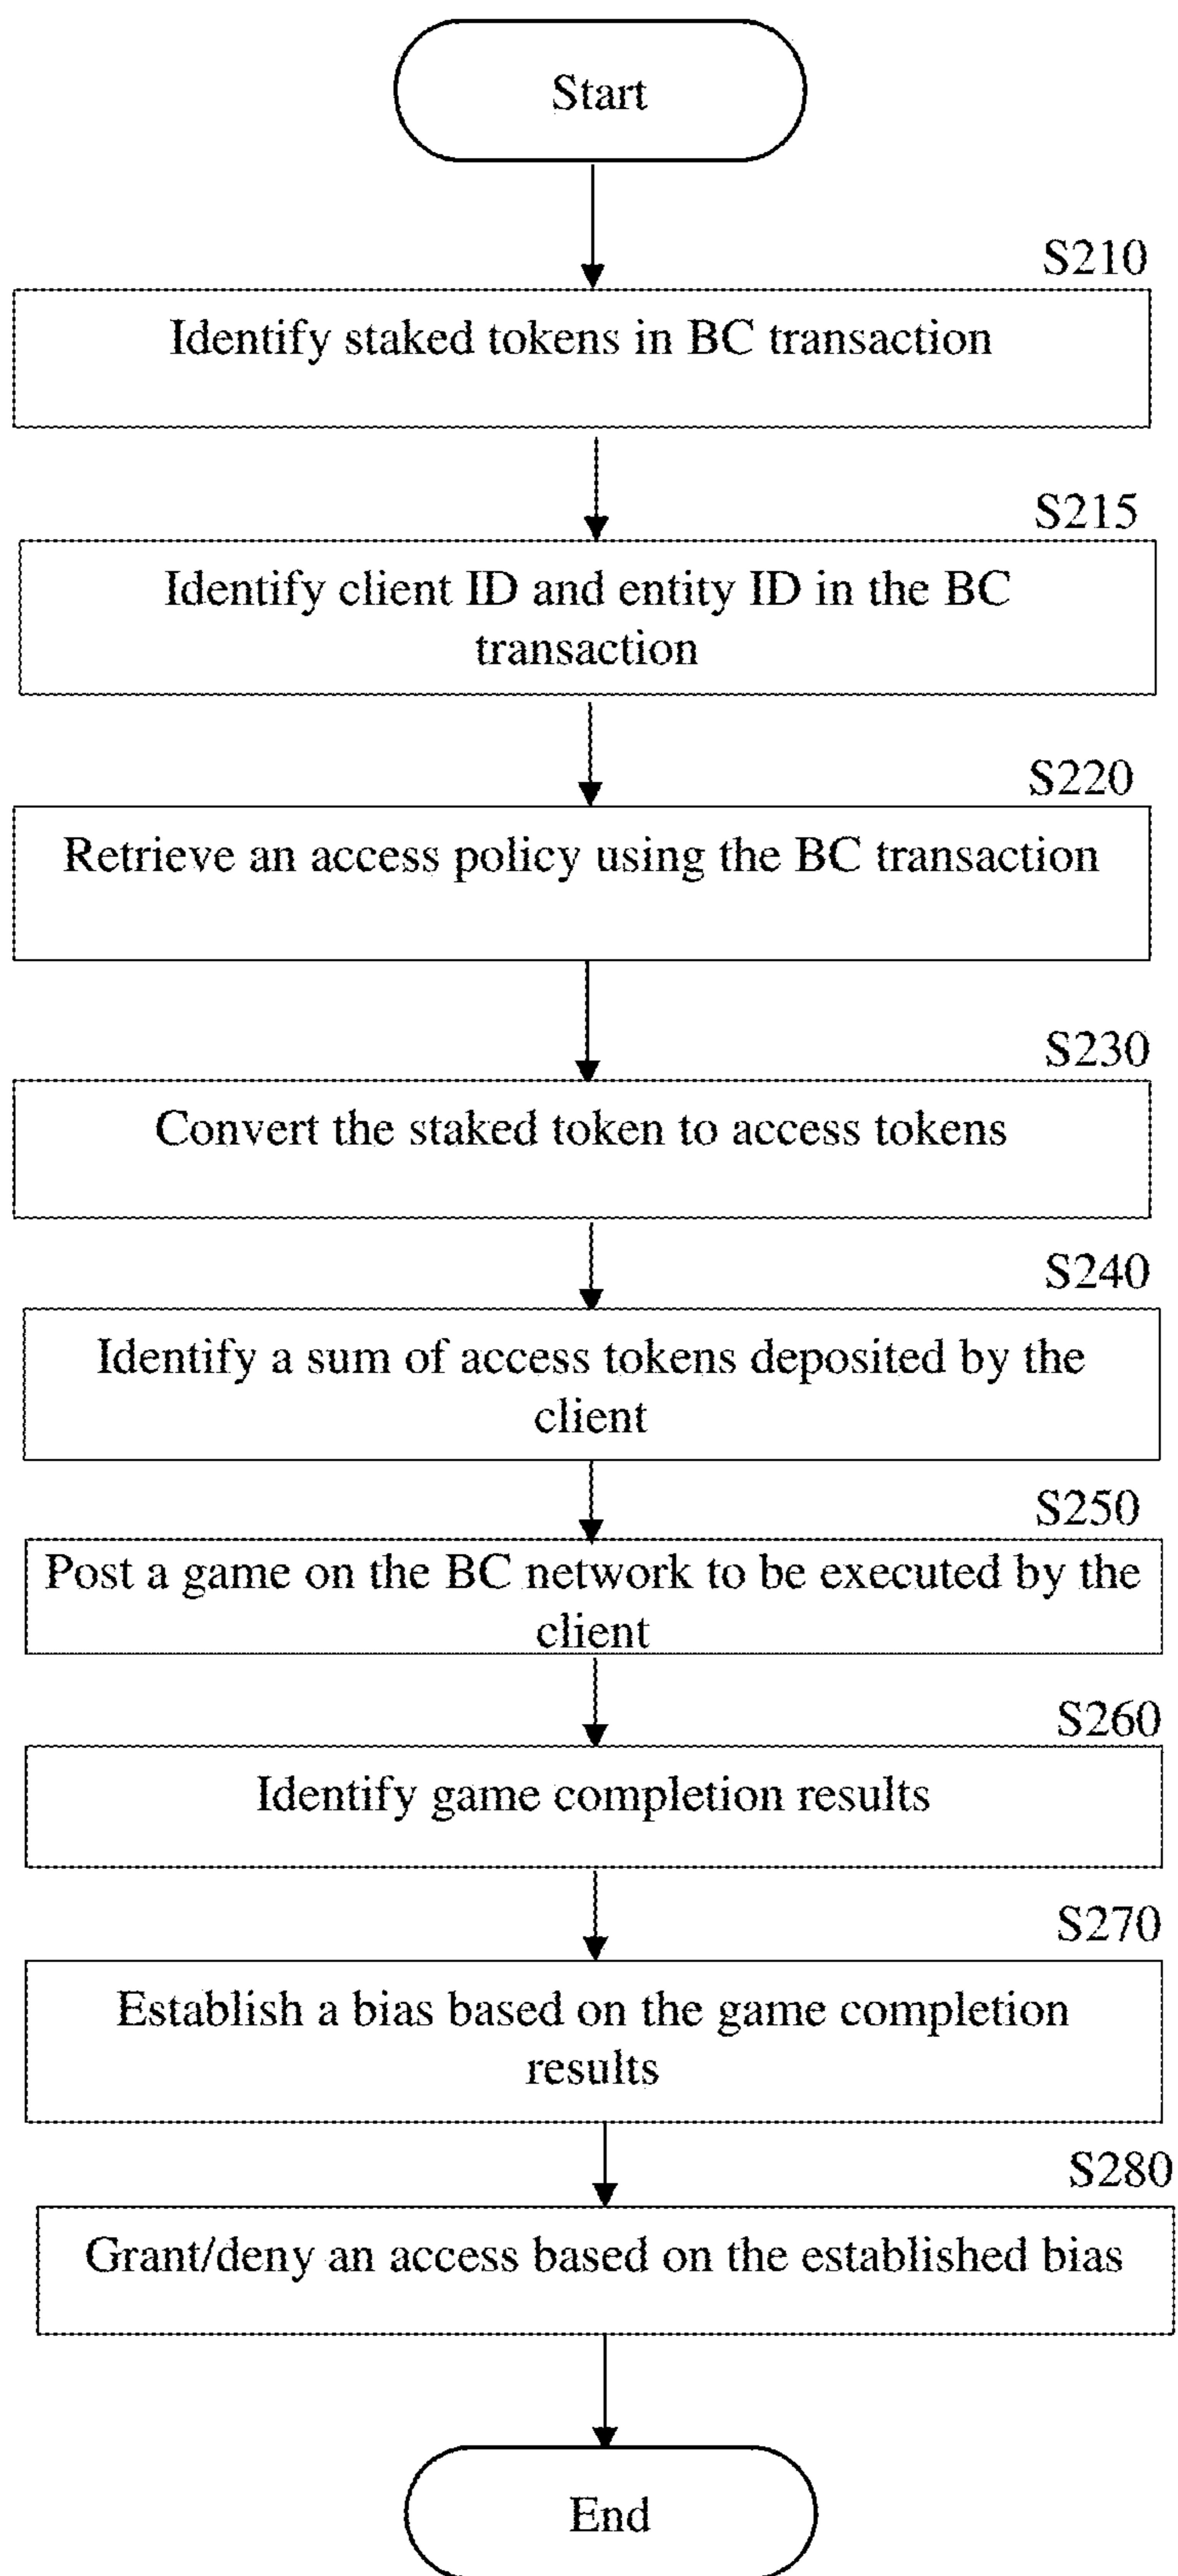 Start
S210
Identify staked tokens in BC transaction
S215
Identify client ID and entity ID in the BC
transaction
S220
Retrieve an access policy using the BC transaction
S230
Convert the staked token to access tokens
S240
Identify a sum of access tokens deposited by the
client
S250
Post a game on the BC network to be executed by the
client
S260
Identify game completion results
S270
Establish a bias based on the game completion
results
S280
Grant/deny an access based on the established bias
End